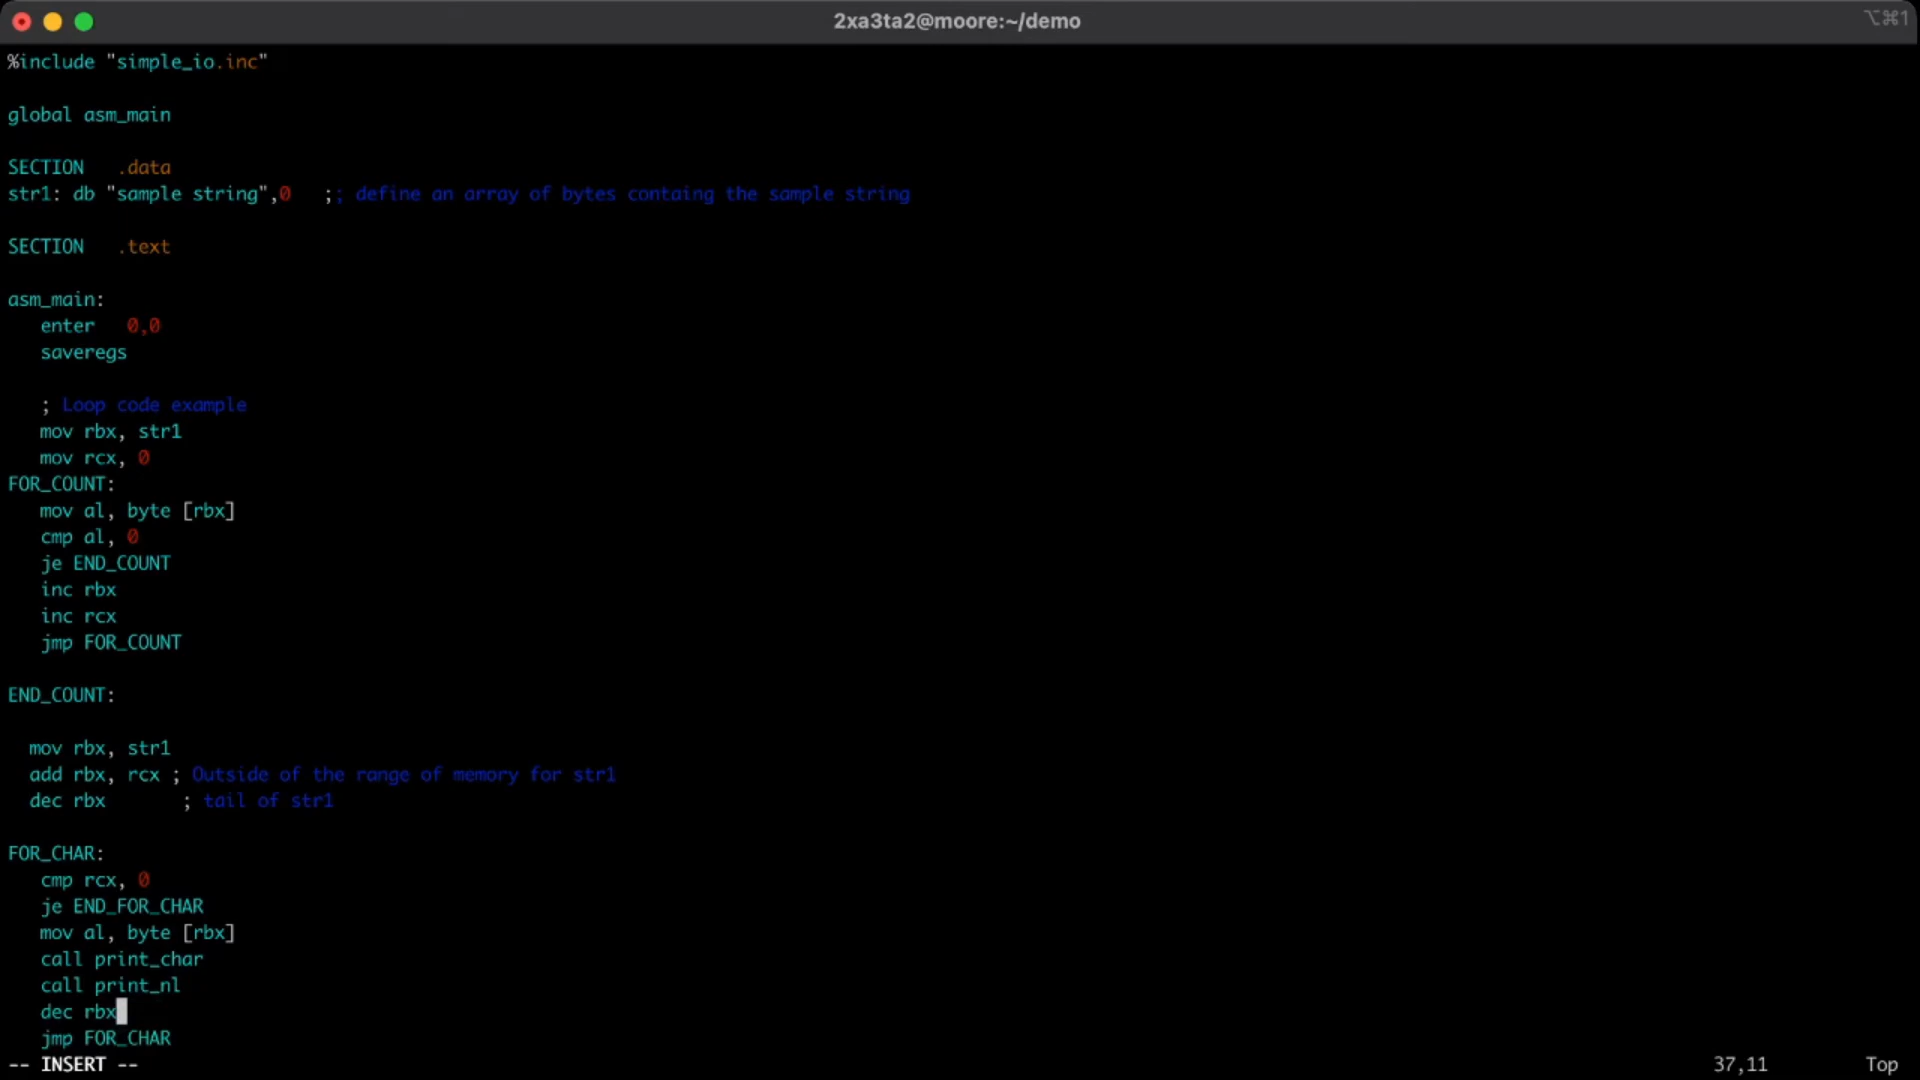 2xa3ta2@moore:~/demo
⌥⌘1
%include "simple_io.inc"
global asm_main
SECTION   .data
str1: db "sample string",0   ;; define an array of bytes containg the sample string
SECTION   .text
asm_main:
   enter   0,0
   saveregs
   ; Loop code example
   mov rbx, str1
   mov rcx, 0
FOR_COUNT:
   mov al, byte [rbx]
   cmp al, 0
   je END_COUNT
   inc rbx
   inc rcx
   jmp FOR_COUNT
END_COUNT:
  mov rbx, str1
  add rbx, rcx ; Outside of the range of memory for str1
  dec rbx       ; tail of str1
FOR_CHAR:
   cmp rcx, 0
   je END_FOR_CHAR
   mov al, byte [rbx]
   call print_char
   call print_nl
   dec rbx
   jmp FOR_CHAR
-- INSERT --   37,11   Top